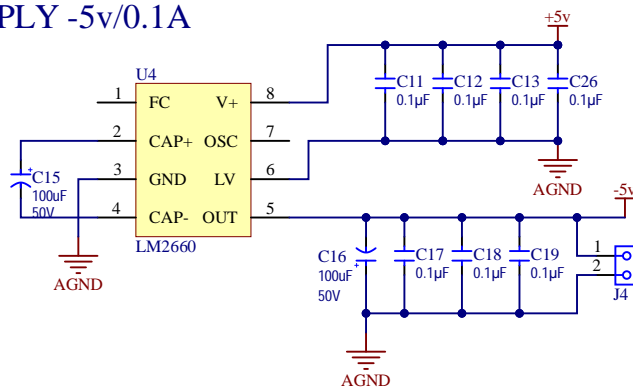 PLY -5v/0.1A
+5v
U4
1 FC V+ 8
2 CAP+ OSC 7
3 GND LV 6
4 CAP- OUT 5
LM2660
C15
100uF
50V
AGND
C11
0.1µF
C12
0.1µF
C13
0.1µF
C26
0.1µF
AGND
-5v
C16
100uF
50V
C17
0.1µF
C18
0.1µF
C19
0.1µF
1
2
J4
AGND